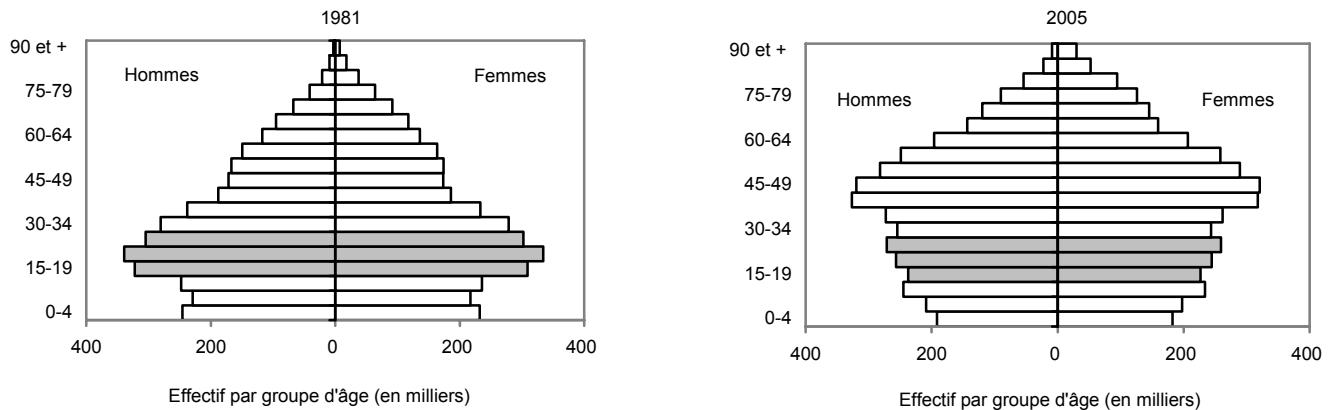 1981
90 et +
75-79
60-64
45-49
30-34
15-19
0-4
Hommes
Femmes
400 200 0 200 400
Effectif par groupe d'âge (en milliers)
2005
90 et +
75-79
60-64
45-49
30-34
15-19
0-4
Hommes
Femmes
400 200 0 200 400
Effectif par groupe d'âge (en milliers)